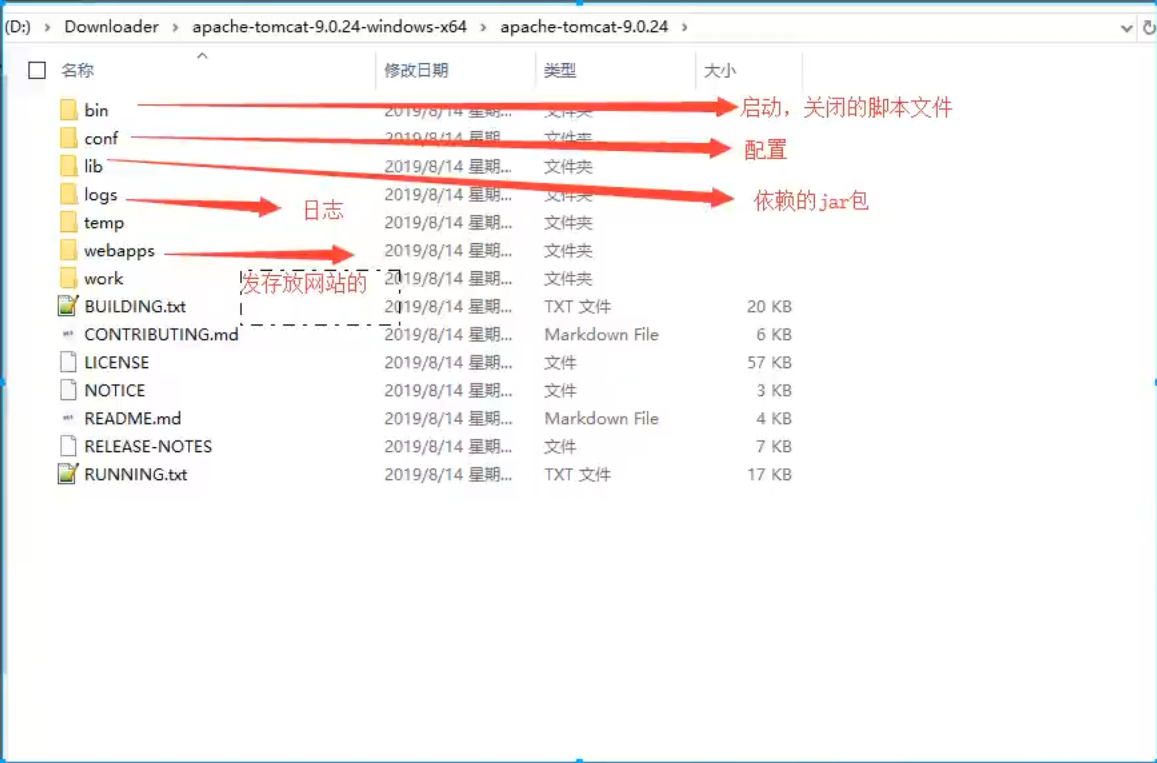 (D:) › Downloader › apache-tomcat-9.0.24-windows-x64 › apache-tomcat-9.0.24 ›
名称 修改日期 类型 大小
bin 2019/8/14 星期... 文件夹 启动，关闭的脚本文件
conf 2019/8/14 星期... 文件夹 配置
lib 2019/8/14 星期... 文件夹
logs 2019/8/14 星期... 文件夹 依赖的jar包
日志
temp 2019/8/14 星期... 文件夹
webapps 2019/8/14 星期... 文件夹
work 发存放网站的 2019/8/14 星期... 文件夹
BUILDING.txt 2019/8/14 星期... TXT 文件 20 KB
CONTRIBUTING.md 2019/8/14 星期... Markdown File 6 KB
LICENSE 2019/8/14 星期... 文件 57 KB
NOTICE 2019/8/14 星期... 文件 3 KB
README.md 2019/8/14 星期... Markdown File 4 KB
RELEASE-NOTES 2019/8/14 星期... 文件 7 KB
RUNNING.txt 2019/8/14 星期... TXT 文件 17 KB